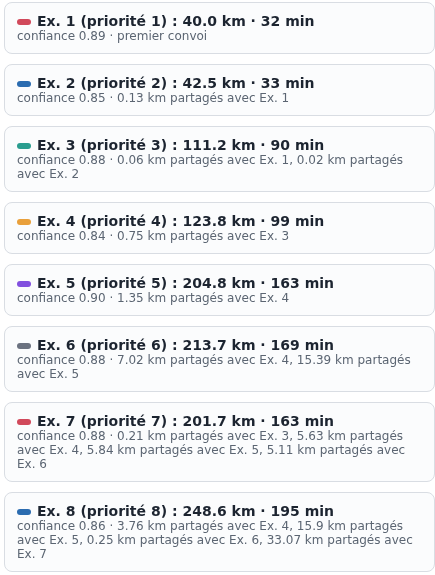 Ex. 1 (priorité 1) : 40.0 km · 32 min
confiance 0.89 · premier convoi
Ex. 2 (priorité 2) : 42.5 km · 33 min
confiance 0.85 · 0.13 km partagés avec Ex. 1
Ex. 3 (priorité 3) : 111.2 km · 90 min
confiance 0.88 · 0.06 km partagés avec Ex. 1, 0.02 km partagés
avec Ex. 2
Ex. 4 (priorité 4) : 123.8 km · 99 min
confiance 0.84 · 0.75 km partagés avec Ex. 3
Ex. 5 (priorité 5) : 204.8 km · 163 min
confiance 0.90 · 1.35 km partagés avec Ex. 4
Ex. 6 (priorité 6) : 213.7 km · 169 min
confiance 0.88 · 7.02 km partagés avec Ex. 4, 15.39 km partagés
avec Ex. 5
Ex. 7 (priorité 7) : 201.7 km · 163 min
confiance 0.88 · 0.21 km partagés avec Ex. 3, 5.63 km partagés
avec Ex. 4, 5.84 km partagés avec Ex. 5, 5.11 km partagés avec
Ex. 6
Ex. 8 (priorité 8) : 248.6 km · 195 min
confiance 0.86 · 3.76 km partagés avec Ex. 4, 15.9 km partagés
avec Ex. 5, 0.25 km partagés avec Ex. 6, 33.07 km partagés avec
Ex. 7